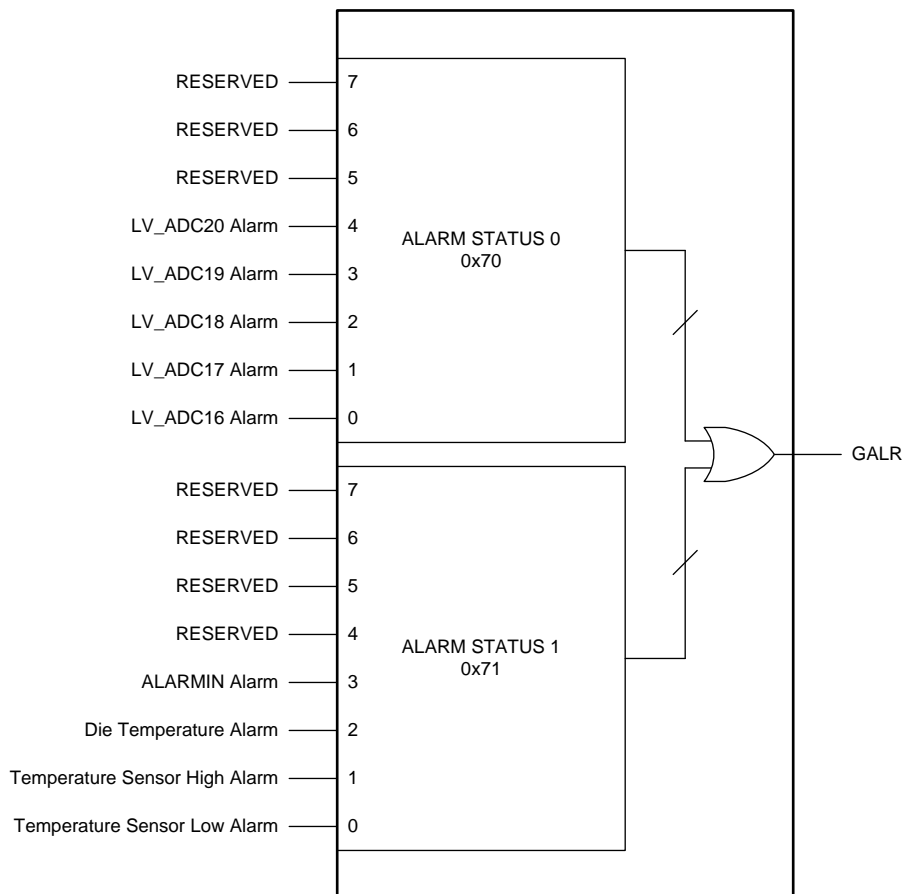 RESERVED 7
RESERVED 6
RESERVED 5
LV_ADC20 Alarm 4
LV_ADC19 Alarm 3
LV_ADC18 Alarm 2
LV_ADC17 Alarm 1
LV_ADC16 Alarm 0
ALARM STATUS 0
0x70
GALR
RESERVED 7
RESERVED 6
RESERVED 5
RESERVED 4
ALARMIN Alarm 3
Die Temperature Alarm 2
Temperature Sensor High Alarm 1
Temperature Sensor Low Alarm 0
ALARM STATUS 1
0x71